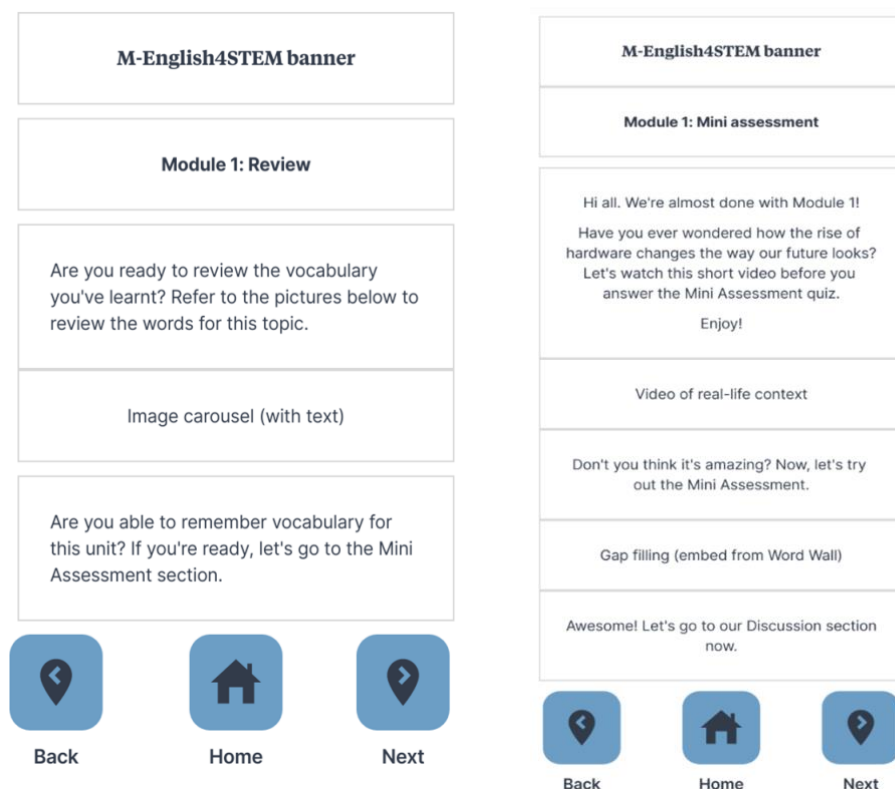 M-English4STEM banner
Module 1: Review
Are you ready to review the vocabulary
you've learnt? Refer to the pictures below to
review the words for this topic.
Image carousel (with text)
Are you able to remember vocabulary for
this unit? If you're ready, let's go to the Mini
Assessment section.
Back
Home
Next
M-English4STEM banner
Module 1: Mini assessment
Hi all. We're almost done with Module 1!
Have you ever wondered how the rise of
hardware changes the way our future looks?
Let's watch this short video before you
answer the Mini Assessment quiz.
Enjoy!
Video of real-life context
Don't you think it's amazing? Now, let's try
out the Mini Assessment.
Gap filling (embed from Word Wall)
Awesome! Let's go to our Discussion section
now.
Back
Home
Next